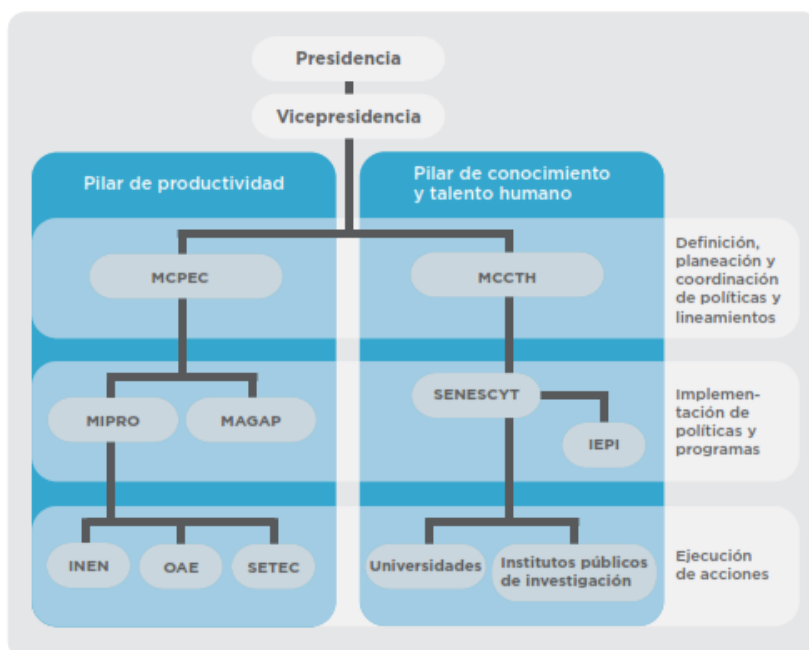 Presidencia
Vicepresidencia
Pilar de productividad
Pilar de conocimiento
y talento humano
MCPEC
MCCTH
Definición,
planeación y
coordinación
de políticas y
lineamientos
MIPRO
MAGAP
SENESCYT
IEPI
Implemen-
tación de
políticas y
programas
INEN
OAE
SETEC
Universidades
Institutos públicos
de investigación
Ejecución
de acciones